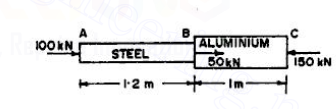 A B C
100 kN STEEL ALUMINIUM 50kN 150 kN
1·2 m 1m